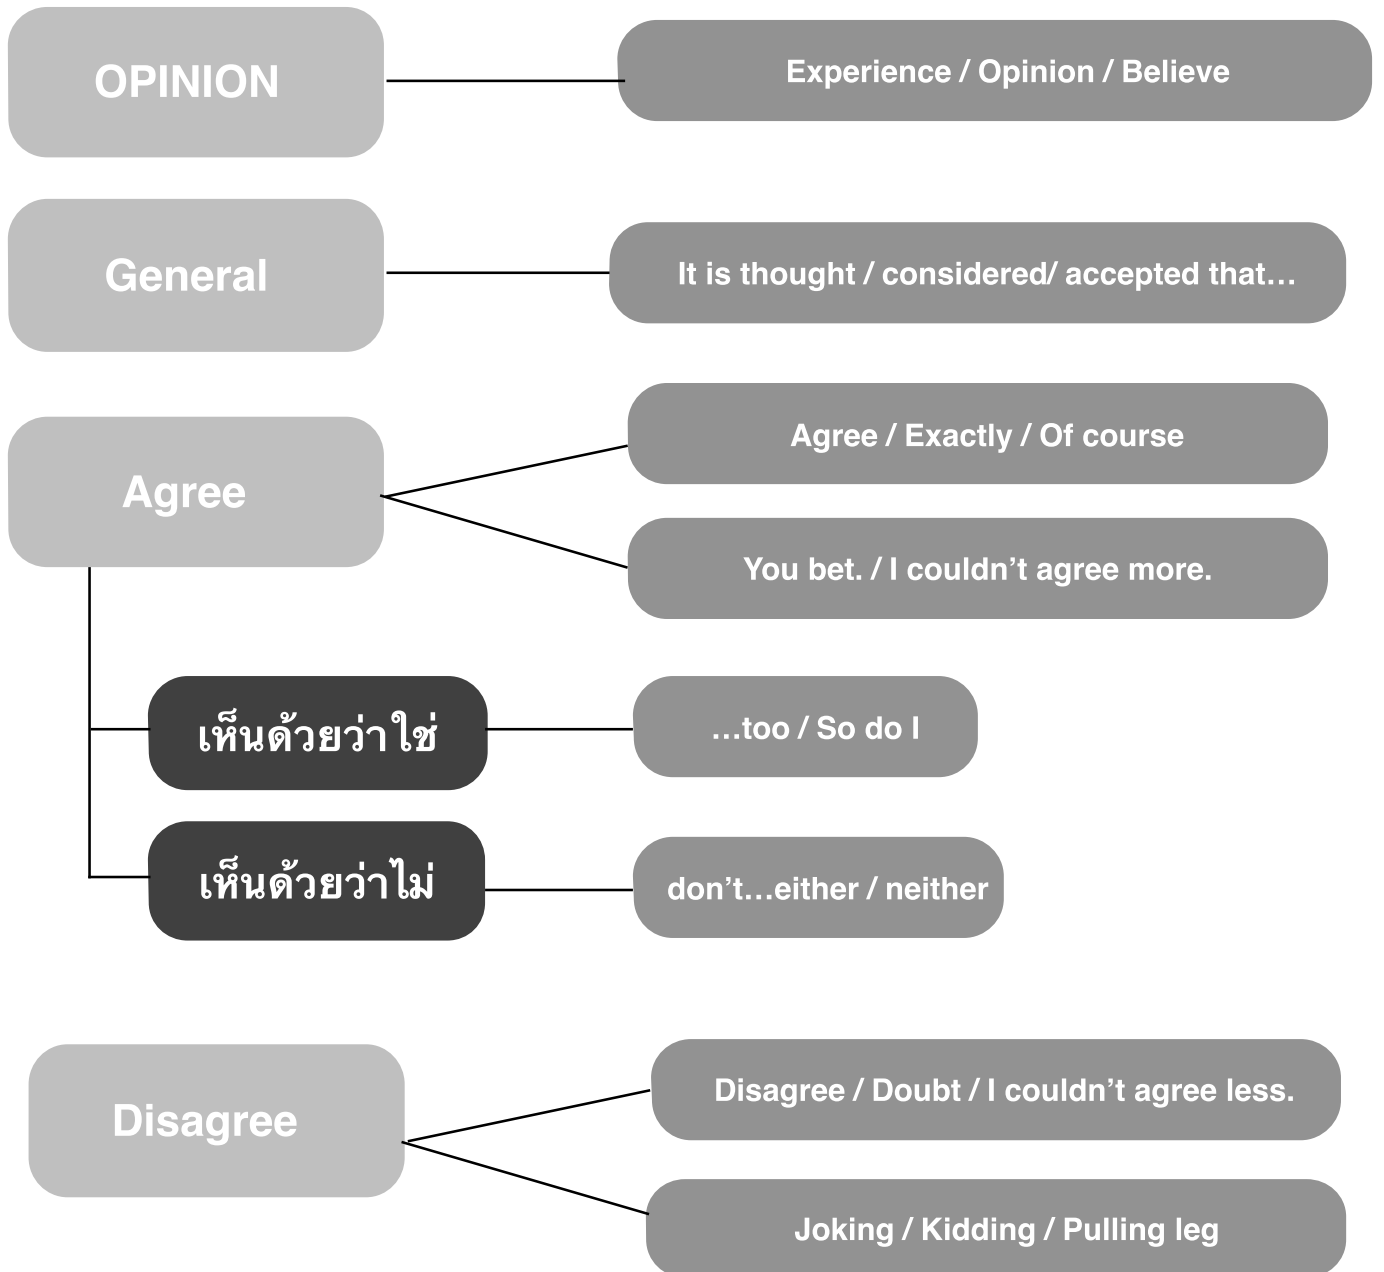 OPINION
Experience / Opinion / Believe
General
It is thought / considered/ accepted that...
Agree
Agree / Exactly / Of course
You bet. / I couldn’t agree more.
เห็นด้วยว่าใช่
...too / So do I
เห็นด้วยว่าไม่
don’t...either / neither
Disagree
Disagree / Doubt / I couldn’t agree less.
Joking / Kidding / Pulling leg